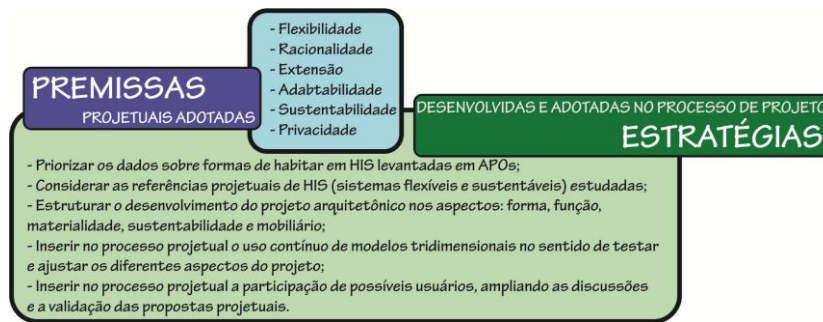 PREMISSAS
PROJETUAIS ADOTADAS
- Flexibilidade
- Racionalidade
- Extensão
- Adabtabilidade
- Sustentabilidade
- Privacidade
DESENVOLVIDAS E ADOTADAS NO PROCESSO DE PROJETO
ESTRATÉGIAS
- Priorizar os dados sobre formas de habitar em HIS levantadas em APOs;
- Considerar as referências projetuais de HIS (sistemas flexíveis e sustentáveis) estudadas;
- Estruturar o desenvolvimento do projeto arquitetônico nos aspectos: forma, função,
materialidade, sustentabilidade e mobiliário;
- Inserir no processo projetual o uso contínuo de modelos tridimensionais no sentido de testar
e ajustar os diferentes aspectos do projeto;
- Inserir no processo projetual a participação de possíveis usuários, ampliando as discussões
e a validação das propostas projetuais.